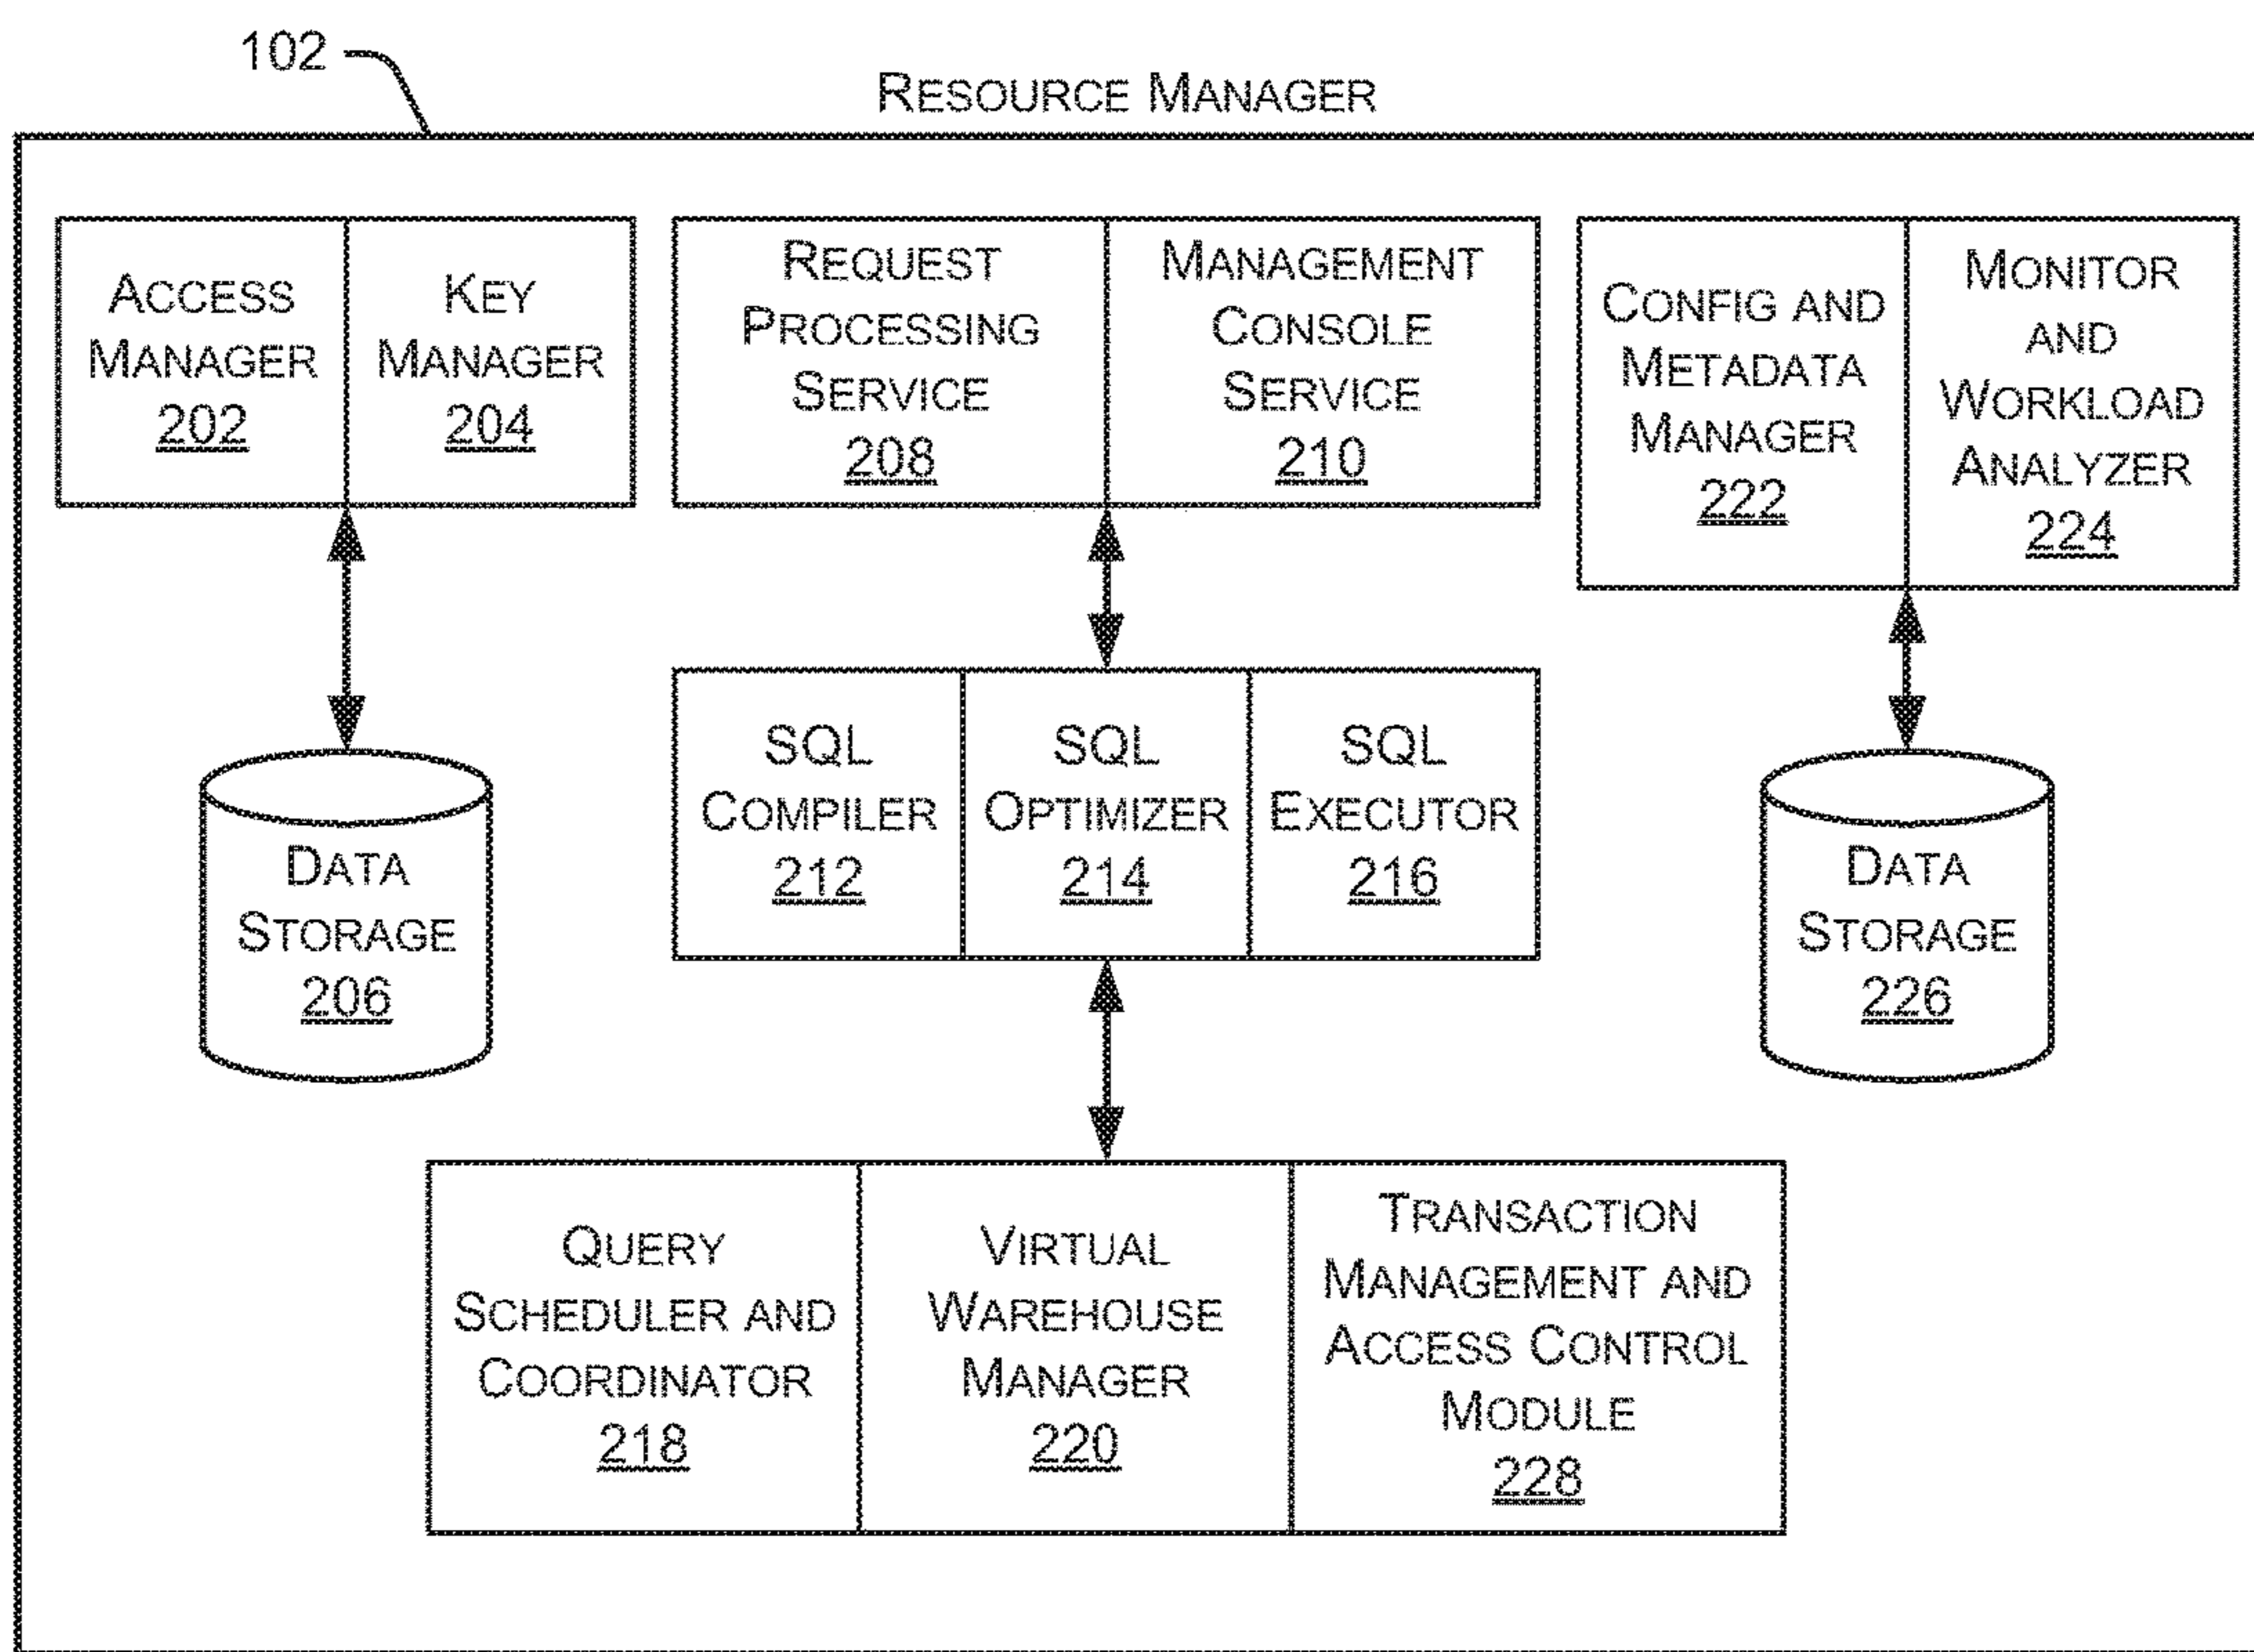 102
RESOURCE MANAGER
ACCESS
MANAGER
202
KEY
MANAGER
204
REQUEST
PROCESSING
SERVICE
208
MANAGEMENT
CONSOLE
SERVICE
210
CONFIG AND
METADATA
MANAGER
222
MONITOR
AND
WORKLOAD
ANALYZER
224
DATA
STORAGE
206
SQL
COMPILER
212
SQL
OPTIMIZER
214
SQL
EXECUTOR
216
DATA
STORAGE
226
QUERY
SCHEDULER AND
COORDINATOR
218
VIRTUAL
WAREHOUSE
MANAGER
220
TRANSACTION
MANAGEMENT AND
ACCESS CONTROL
MODULE
228